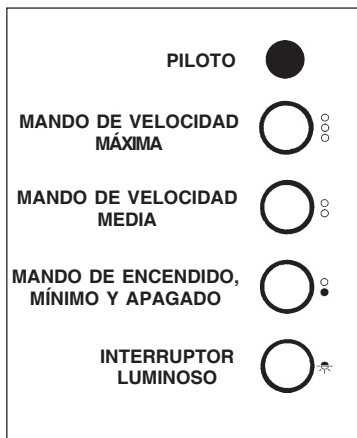 PILOTO
MANDO DE VELOCIDAD
MÁXIMA
MANDO DE VELOCIDAD
MEDIA
MANDO DE ENCENDIDO,
MÍNIMO Y APAGADO
INTERRUPTOR
LUMINOSO